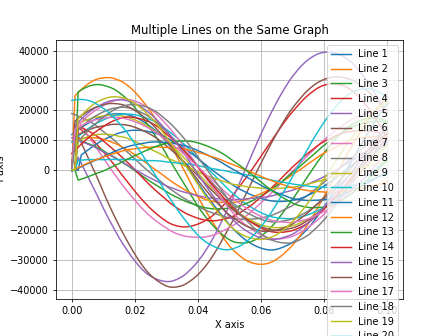 Multiple Lines on the Same Graph
40000
30000
20000
10000
0
−10000
−20000
−30000
−40000
0.00
0.02
0.04
0.06
X axis
Line 1
Line 2
Line 3
Line 4
Line 5
Line 6
Line 7
Line 8
Line 9
Line 10
Line 11
Line 12
Line 13
Line 14
Line 15
Line 16
Line 17
Line 18
Line 19